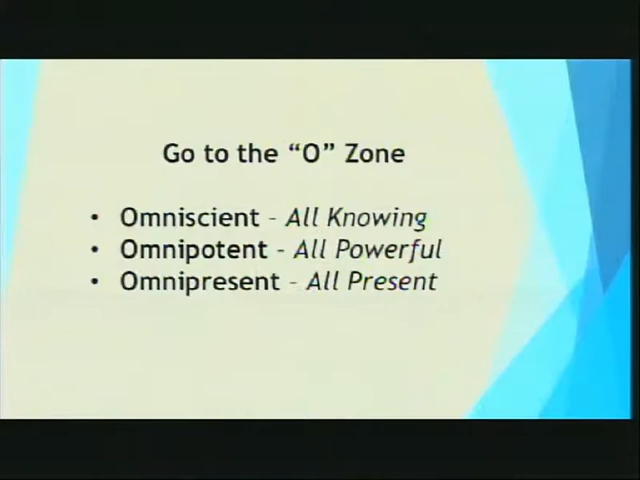 Go to the “O” Zone
• Omniscient – All Knowing
• Omnipotent – All Powerful
• Omnipresent – All Present